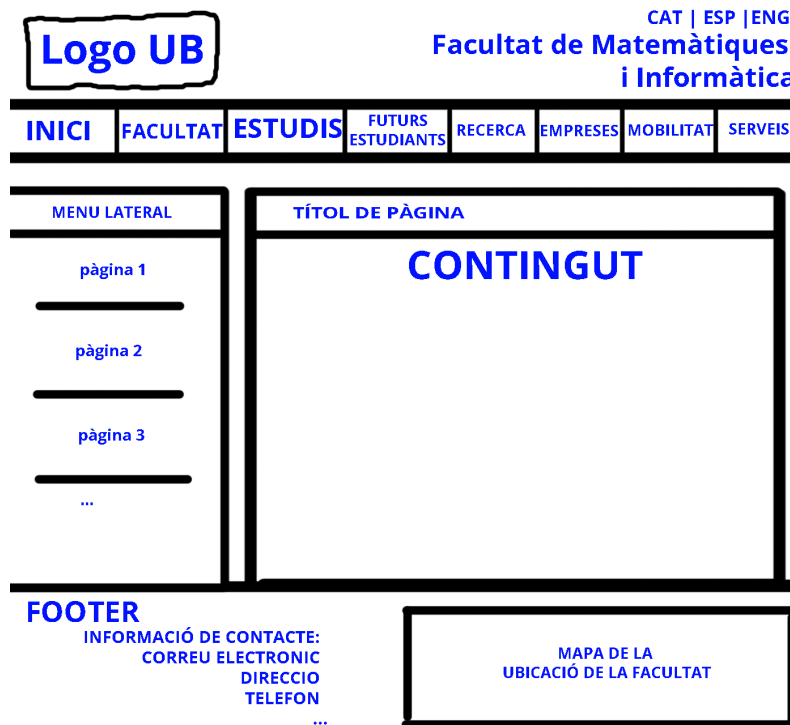 CAT | ESP |ENG
Logo UB
Facultat de Matemàtiques
i Informàtica
INICI
FACULTAT
ESTUDIS
FUTURS
ESTUDIANTS
RECERCA
EMPRESES
MOBILITAT
SERVEIS
MENU LATERAL
pàgina 1
pàgina 2
pàgina 3
...
TÍTOL DE PÀGINA
CONTINGUT
FOOTER
INFORMACIÓ DE CONTACTE:
CORREU ELECTRONIC
DIRECCIO
TELEFON
...
MAPA DE LA
UBICACIÓ DE LA FACULTAT